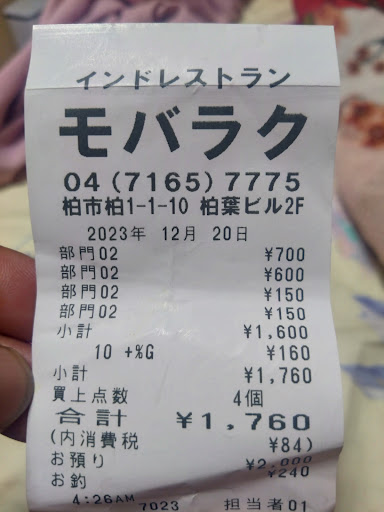 インドレストラン
モバラク
04(7165)7775
柏市柏1-1-10 柏葉ビル2F
2023年 12月 20日
部門02 ¥700
部門02 ¥600
部門02 ¥150
部門02 ¥150
小計 ¥1,600
10 +%G ¥160
小計 ¥1,760
買上点数 4個
合計 ¥1,760
(内消費税 ¥84)
お預り ¥2,000
お釣 ¥240
4:26AM 7023 担当者01